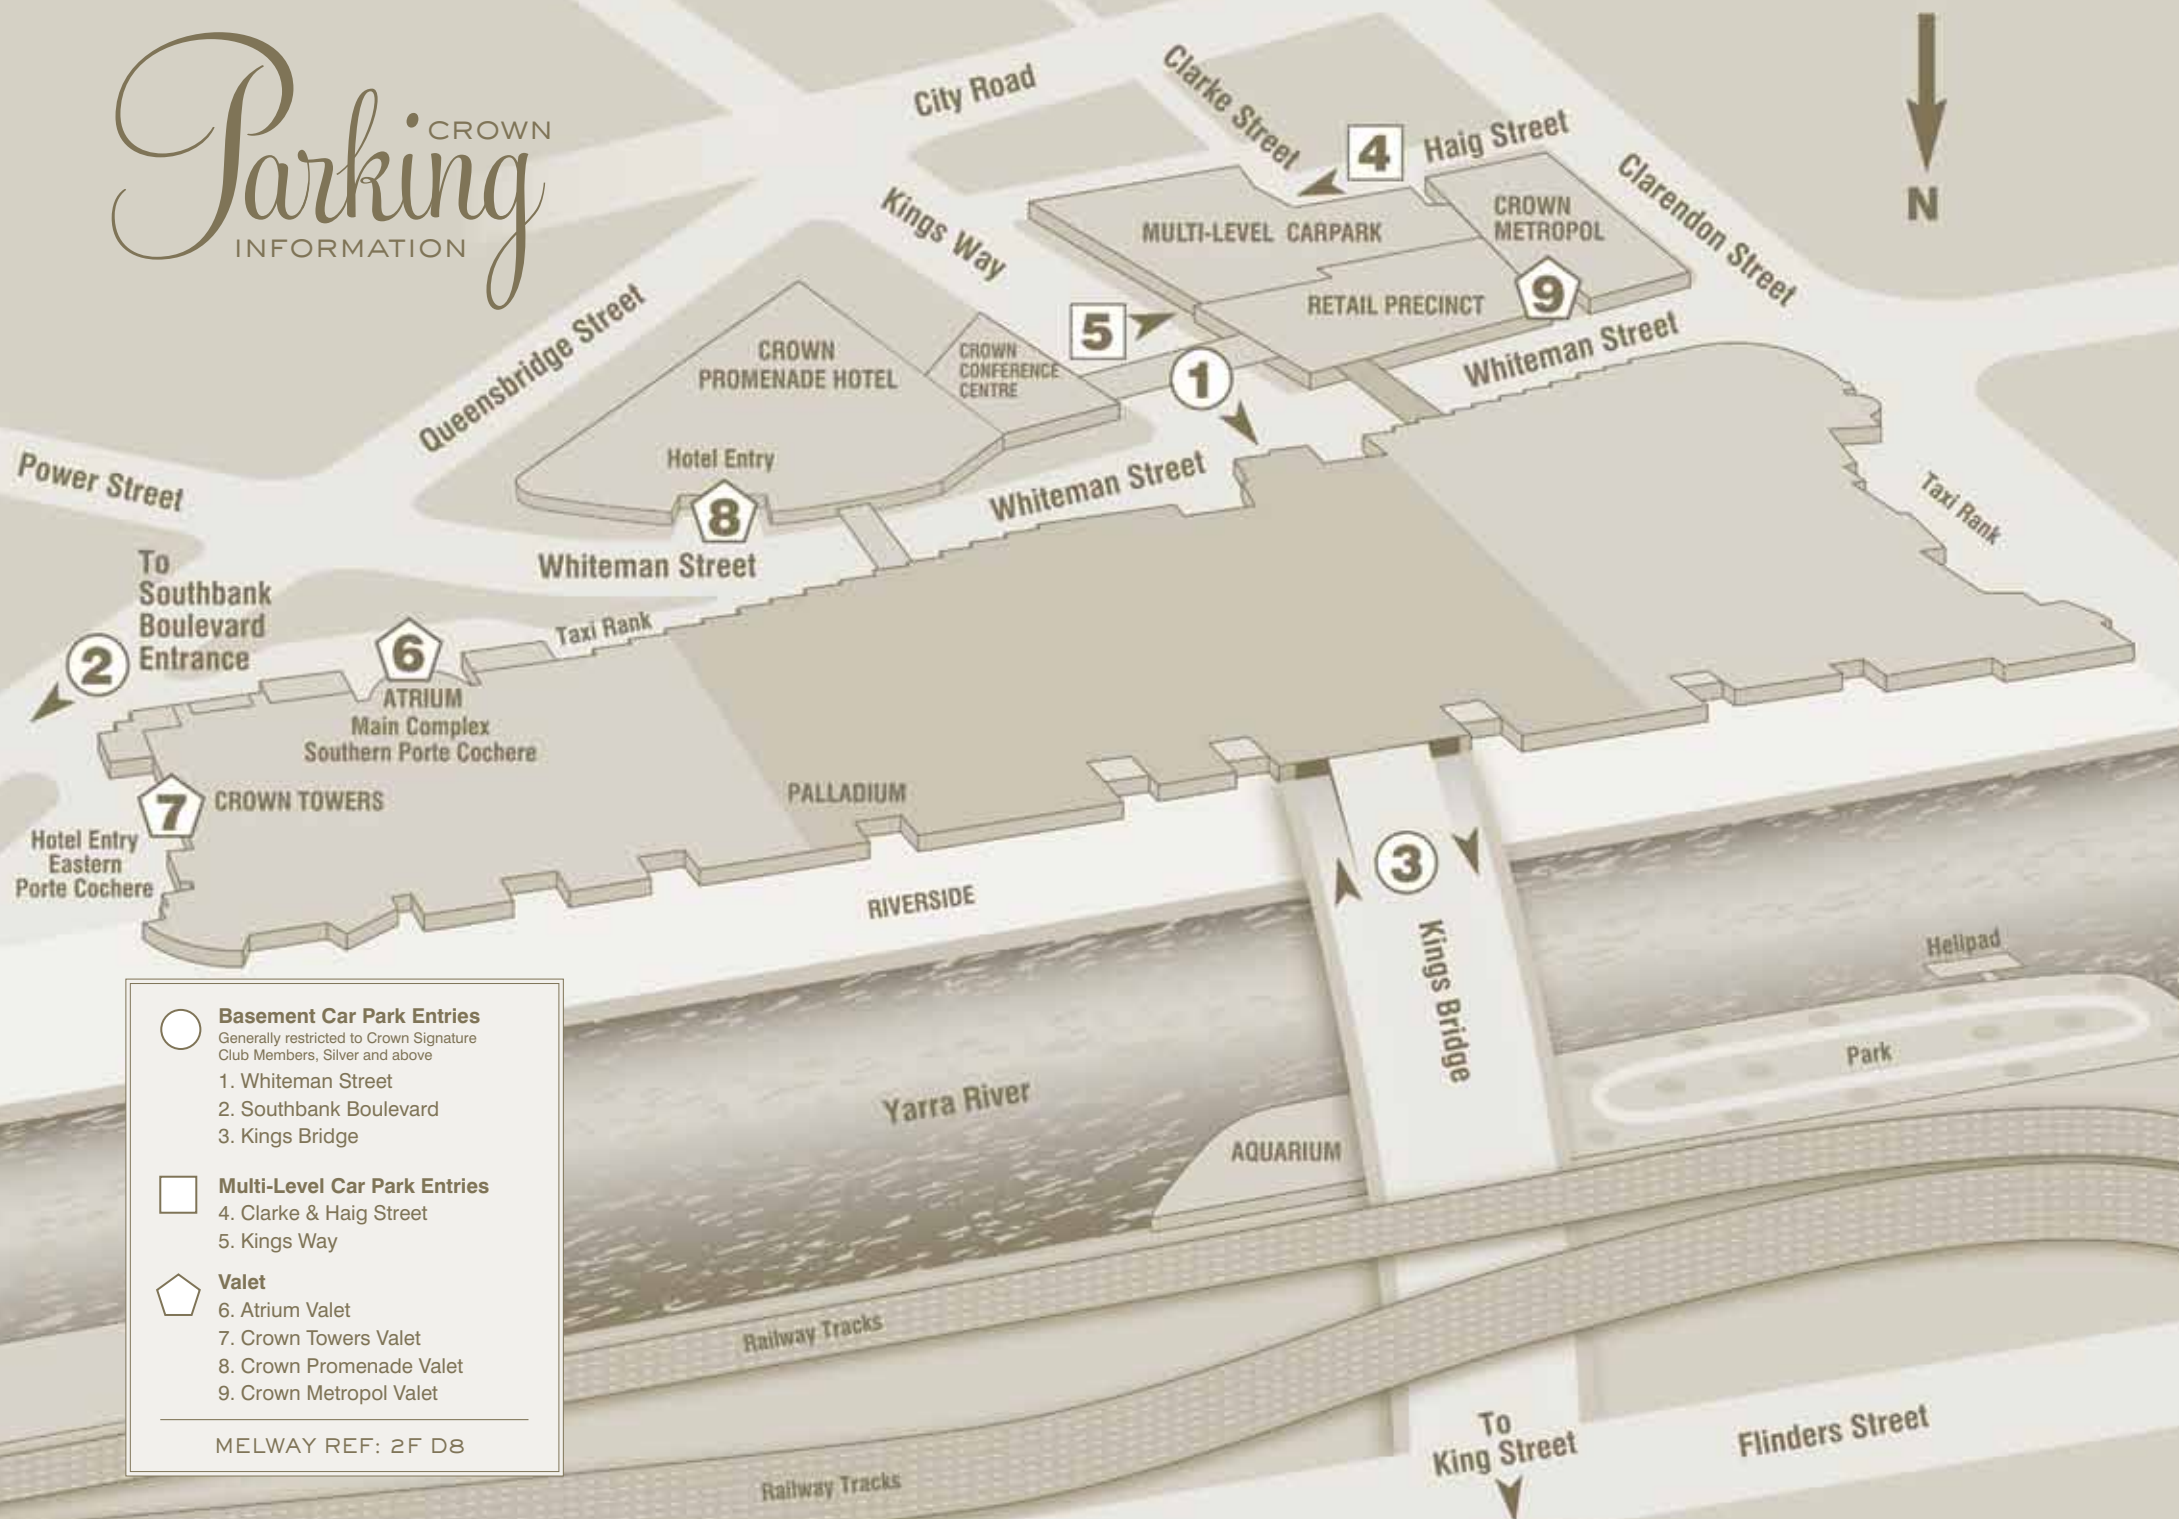 CROWN
Parking
INFORMATION
City Road
Clarke Street
4
Haig Street
Clarendon Street
N
Kings Way
MULTI-LEVEL CARPARK
CROWN
METROPOL
9
RETAIL PRECINCT
5
1
Whiteman Street
Queensbridge Street
CROWN
PROMENADE HOTEL
CROWN
CONFERENCE
CENTRE
Hotel Entry
8
Whiteman Street
Whiteman Street
Power Street
Taxi Rank
To
Southbank
Boulevard
Entrance
2
6
Taxi Rank
ATRIUM
Main Complex
Southern Porte Cochere
7
CROWN TOWERS
Hotel Entry
Eastern
Porte Cochere
PALLADIUM
RIVERSIDE
3
Kings Bridge
Helipad
Park
Yarra River
AQUARIUM
Railway Tracks
Railway Tracks
To
King Street
Flinders Street
Basement Car Park Entries
Generally restricted to Crown Signature
Club Members, Silver and above
1. Whiteman Street
2. Southbank Boulevard
3. Kings Bridge
Multi-Level Car Park Entries
4. Clarke & Haig Street
5. Kings Way
Valet
6. Atrium Valet
7. Crown Towers Valet
8. Crown Promenade Valet
9. Crown Metropol Valet
MELWAY REF: 2F D8